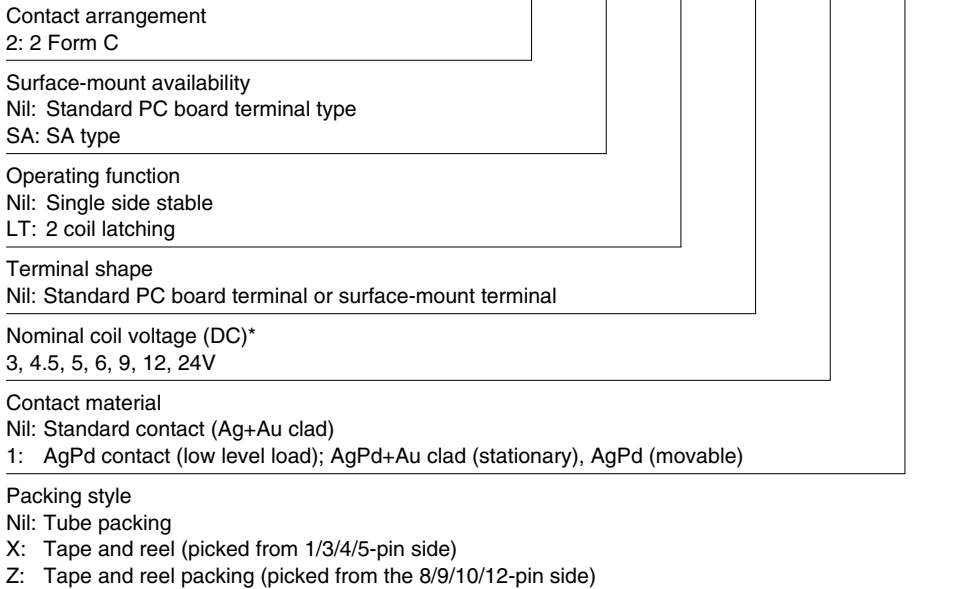 Contact arrangement
2: 2 Form C
Surface-mount availability
Nil: Standard PC board terminal type
SA: SA type
Operating function
Nil: Single side stable
LT: 2 coil latching
Terminal shape
Nil: Standard PC board terminal or surface-mount terminal
Nominal coil voltage (DC)*
3, 4.5, 5, 6, 9, 12, 24V
Contact material
Nil: Standard contact (Ag+Au clad)
1: AgPd contact (low level load); AgPd+Au clad (stationary), AgPd (movable)
Packing style
Nil: Tube packing
X: Tape and reel (picked from 1/3/4/5-pin side)
Z: Tape and reel packing (picked from the 8/9/10/12-pin side)